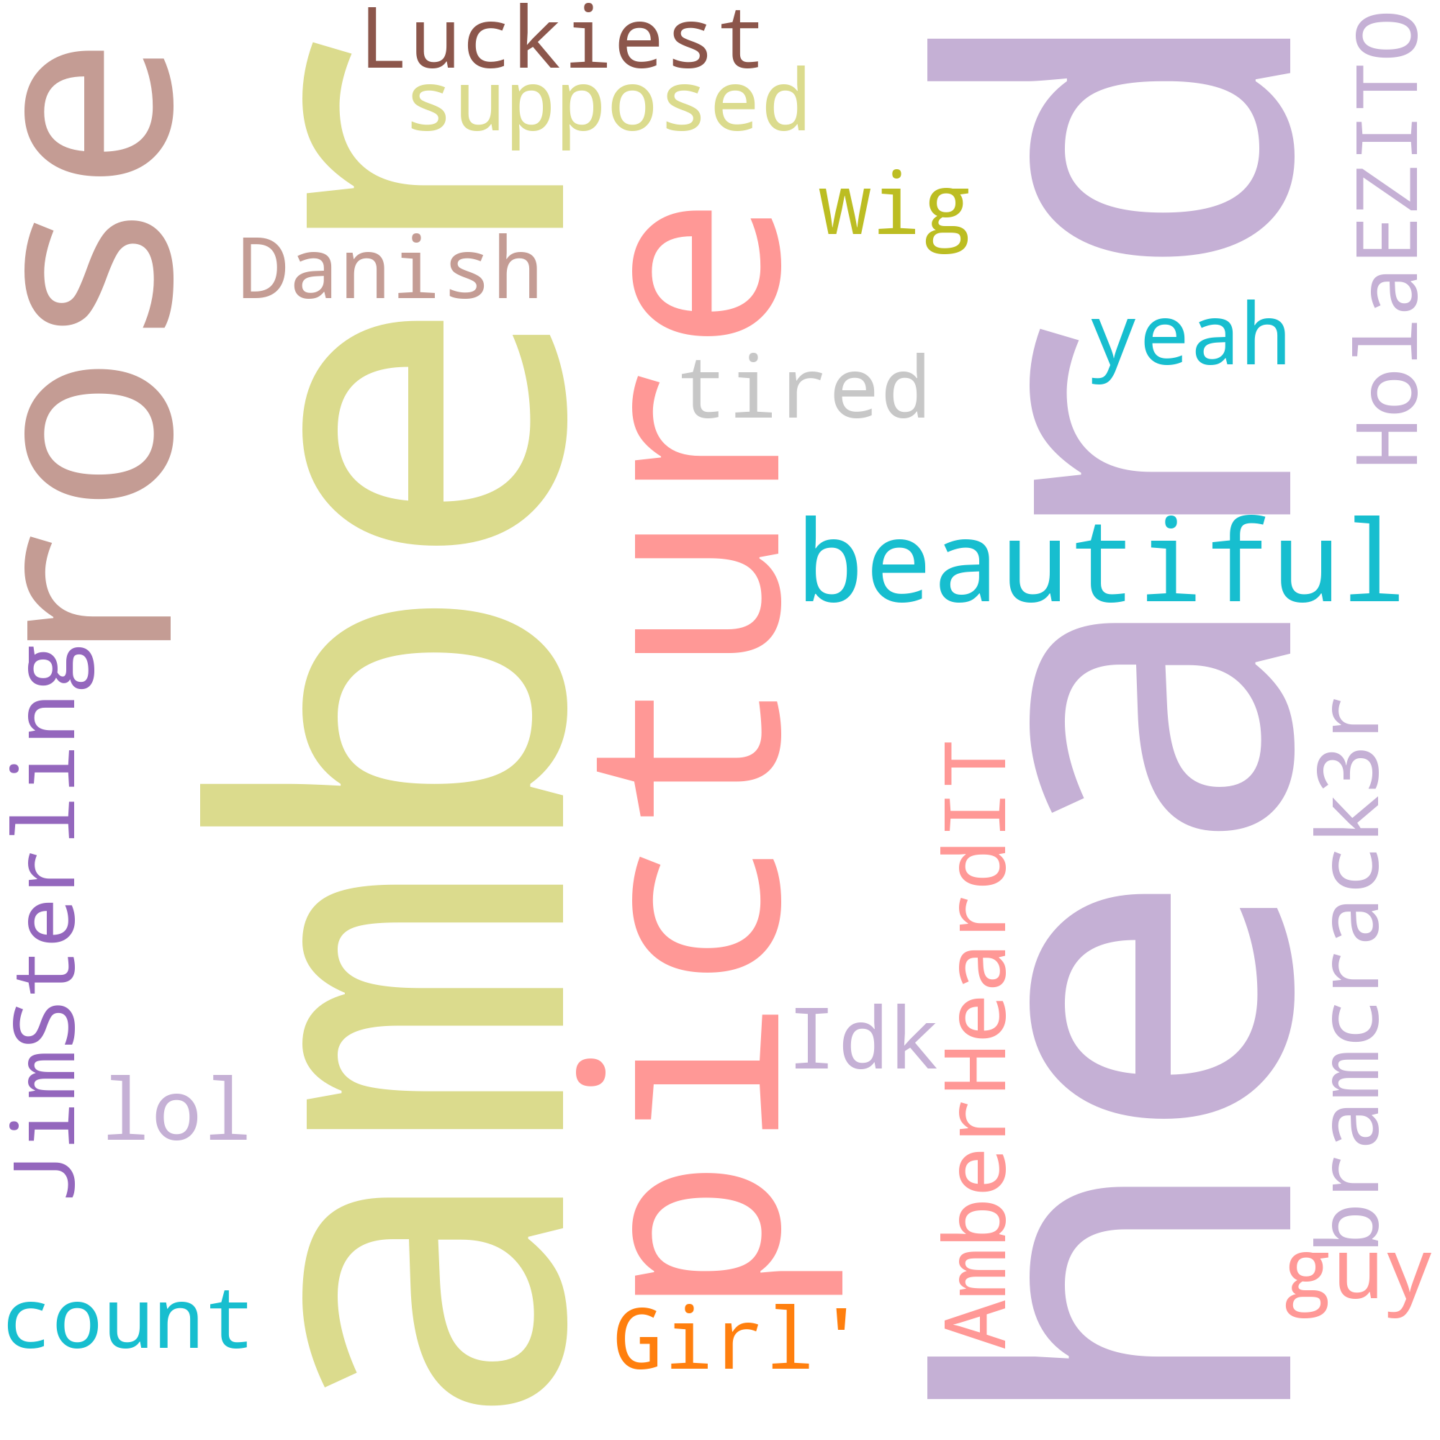 Luckiest
supposed
rose
amber
heard
HolaEZITO
wig
Danish
picture
yeah
tired
beautiful
JimSterling
AmberHeardIT
bramcrack3r
Idk
lol
guy
count
Girl'